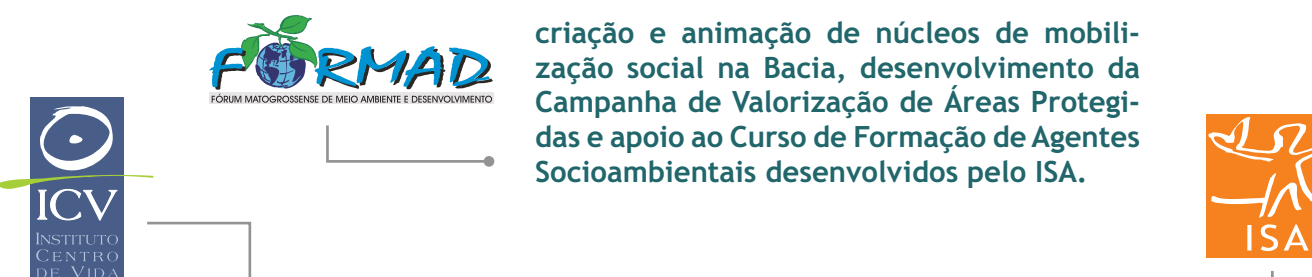 FORMAD
FÓRUM MATOGROSSENSE DE MEIO AMBIENTE E DESENVOLVIMENTO
criação e animação de núcleos de mobili-
zação social na Bacia, desenvolvimento da
Campanha de Valorização de Áreas Protegi-
das e apoio ao Curso de Formação de Agentes
Socioambientais desenvolvidos pelo ISA.
ICV
INSTITUTO
CENTRO
DE VIDA
ISA